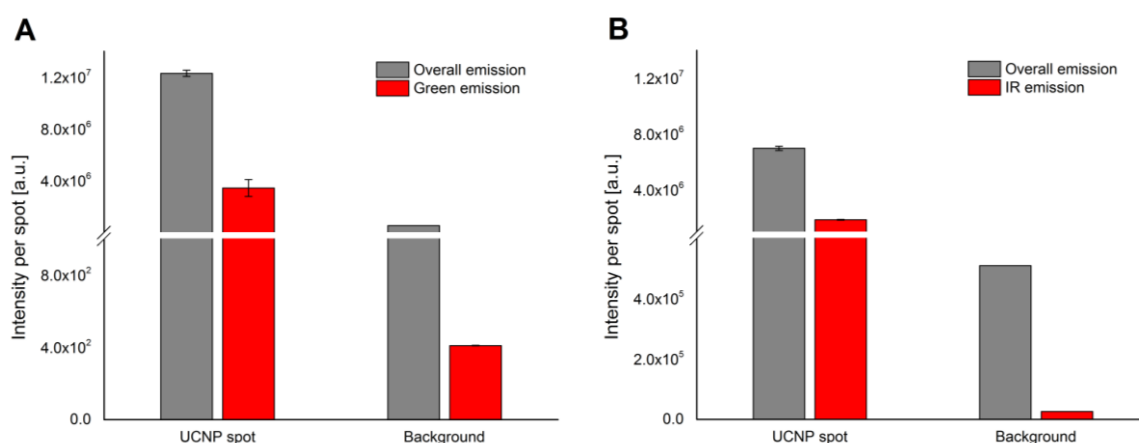 A
Intensity per spot [a.u.]
1.2x10⁷
8.0x10⁶
4.0x10⁶
8.0x10²
4.0x10²
0.0
Overall emission
Green emission
UCNP spot
Background
B
Intensity per spot [a.u.]
1.2x10⁷
8.0x10⁶
4.0x10⁶
4.0x10⁵
2.0x10⁵
0.0
Overall emission
IR emission
UCNP spot
Background